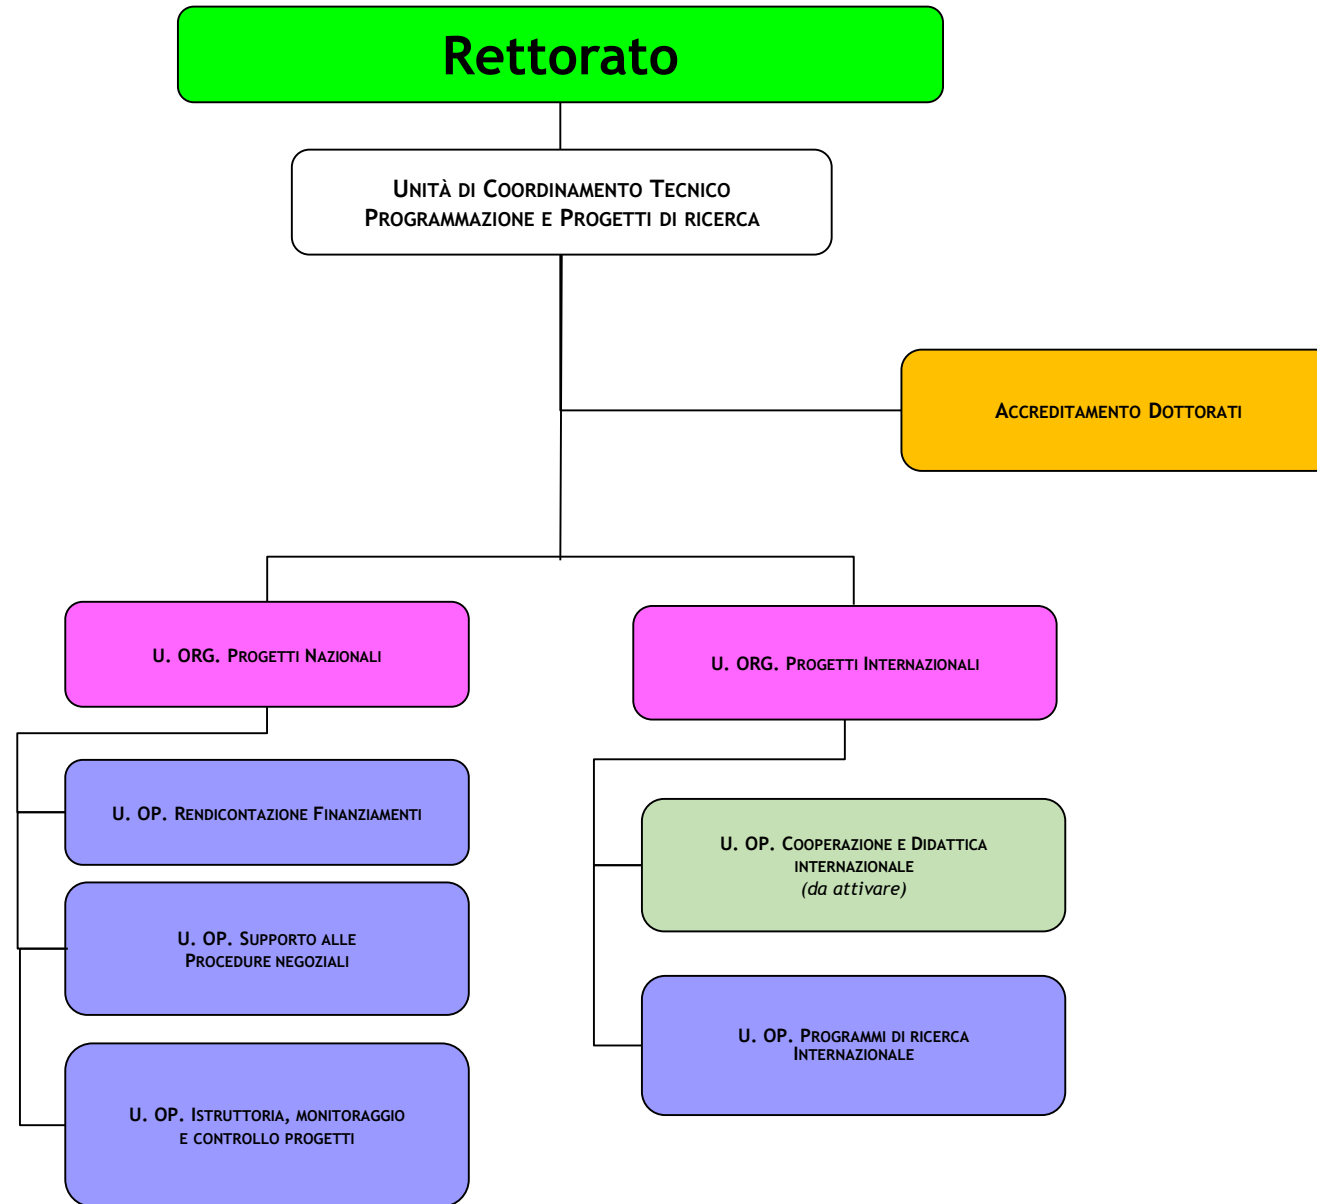 Rettorato
Unità di Coordinamento Tecnico
Programmazione e Progetti di ricerca
Accreditamento Dottorati
U. ORG. Progetti Nazionali
U. ORG. Progetti Internazionali
U. OP. Rendicontazione Finanziamenti
U. OP. Supporto alle
Procedure negoziali
U. OP. Istruttoria, monitoraggio
e controllo progetti
U. OP. Cooperazione e Didattica
internazionale
(da attivare)
U. OP. Programmi di ricerca
Internazionale